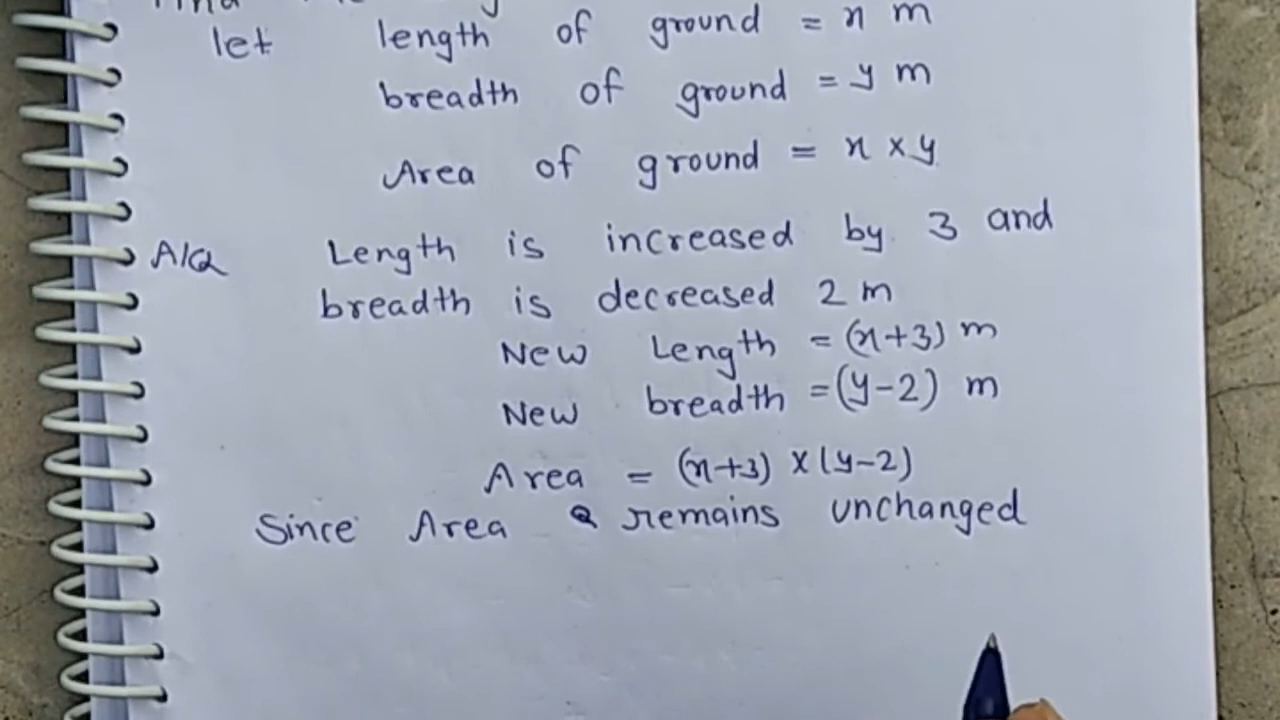 let length of ground = x m
breadth of ground = y m
Area of ground = x × y
A/Q Length is increased by 3 and
breadth is decreased 2 m
New Length = (x+3) m
New breadth = (y-2) m
Area = (x+3) × (y-2)
Since Area remains unchanged